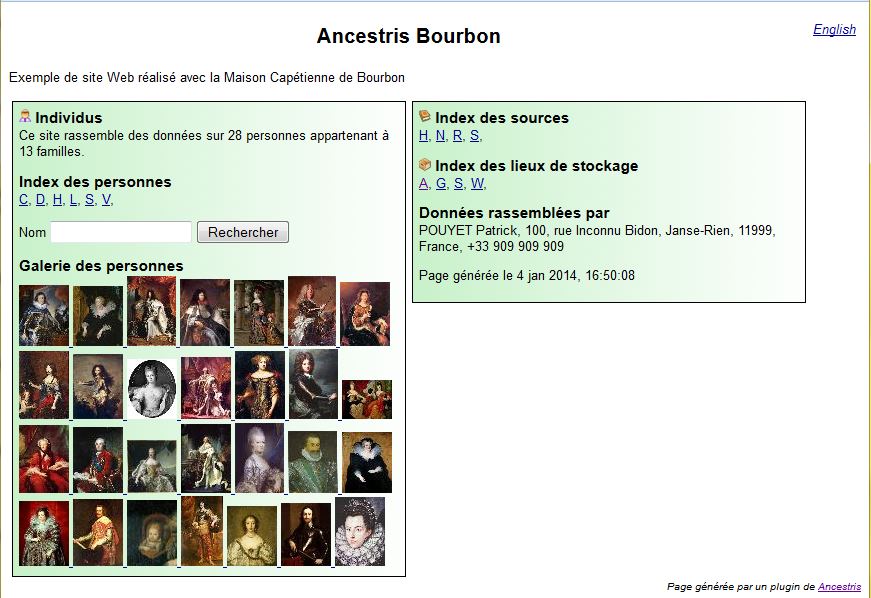 Ancestris Bourbon
English
Exemple de site Web réalisé avec la Maison Capétienne de Bourbon
Individus
Ce site rassemble des données sur 28 personnes appartenant à
13 familles.
Index des personnes
C, D, H, L, S, V,
Nom Rechercher
Galerie des personnes
Index des sources
H, N, R, S,
Index des lieux de stockage
A, G, S, W,
Données rassemblées par
POUYET Patrick, 100, rue Inconnu Bidon, Janse-Rien, 11999,
France, +33 909 909 909
Page générée le 4 jan 2014, 16:50:08
Page générée par un plugin de Ancestris